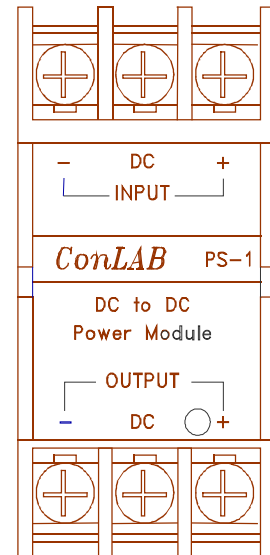 - DC +
INPUT
ConLAB PS-1
DC to DC
Power Module
OUTPUT
- DC +